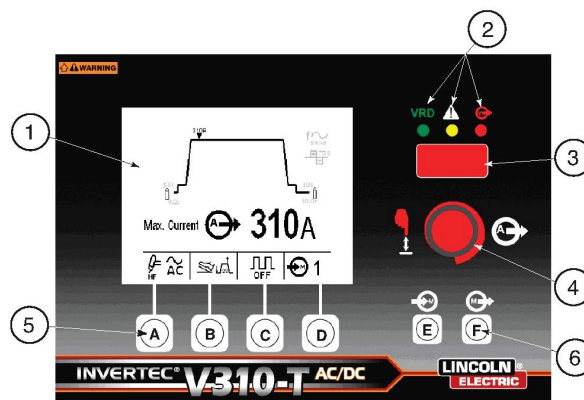 2
⚠ WARNING
VRD
1
310A
3
Max. Current A 310A
HF AC
OFF
M 1
A
4
5
A
B
C
D
M
M
E
F
6
INVERTEC® V310-T AC/DC
LINCOLN ®
ELECTRIC